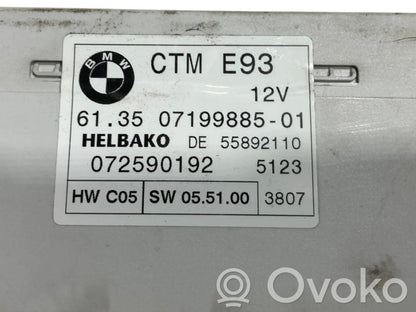 BMW
CTM E93
12V
61.35 07199885-01
HELBAKO DE 55892110
072590192 5123
HW C05 SW 05.51.00 3807
Ovoko